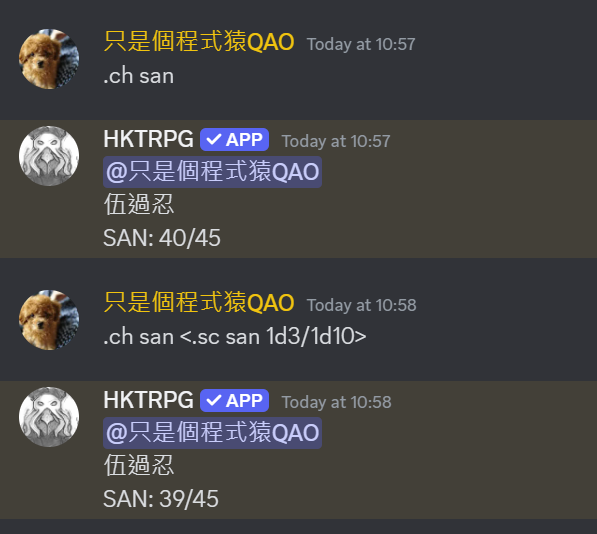 只是個程式猿QAO Today at 10:57
.ch san
HKTRPG ✓ APP Today at 10:57
@只是個程式猿QAO
伍過忍
SAN: 40/45
只是個程式猿QAO Today at 10:58
.ch san <.sc san 1d3/1d10>
HKTRPG ✓ APP Today at 10:58
@只是個程式猿QAO
伍過忍
SAN: 39/45